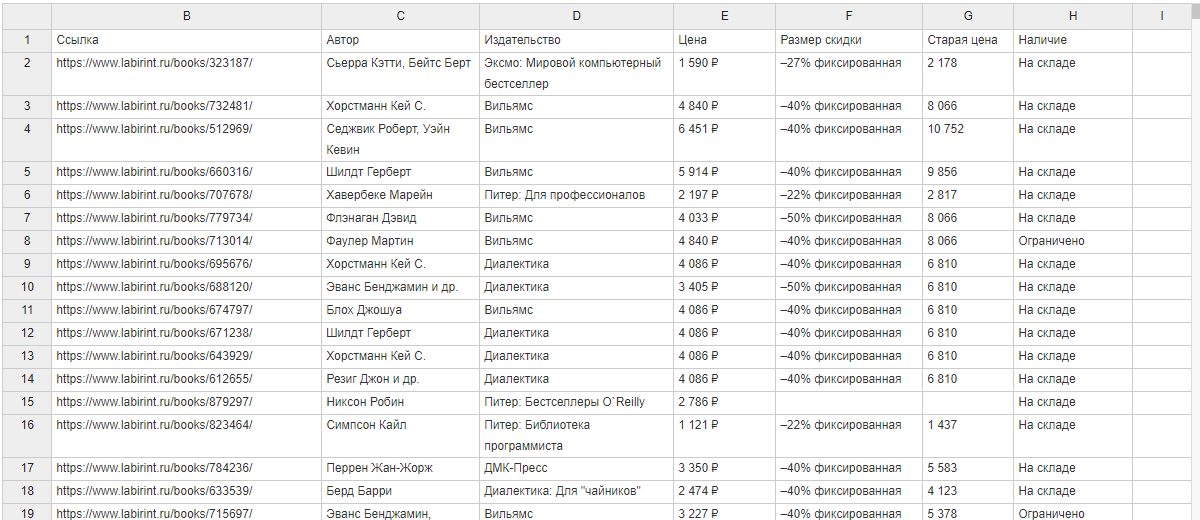 B C D E F G H I
1 Ссылка Автор Издательство Цена Размер скидки Старая цена Наличие
2 https://www.labirint.ru/books/323187/ Сьерра Кэтти, Бейтс Берт Эксмо: Мировой компьютерный 1 590 ₽ –27% фиксированная 2 178 На складе
бестселлер
3 https://www.labirint.ru/books/732481/ Хорстманн Кей С. Вильямс 4 840 ₽ –40% фиксированная 8 066 На складе
4 https://www.labirint.ru/books/512969/ Седжвик Роберт, Уэйн Вильямс 6 451 ₽ –40% фиксированная 10 752 На складе
Кевин
5 https://www.labirint.ru/books/660316/ Шилдт Герберт Вильямс 5 914 ₽ –40% фиксированная 9 856 На складе
6 https://www.labirint.ru/books/707678/ Хавербеке Марейн Питер: Для профессионалов 2 197 ₽ –22% фиксированная 2 817 На складе
7 https://www.labirint.ru/books/779734/ Флэнаган Дэвид Вильямс 4 033 ₽ –50% фиксированная 8 066 На складе
8 https://www.labirint.ru/books/713014/ Фаулер Мартин Вильямс 4 840 ₽ –40% фиксированная 8 066 Ограничено
9 https://www.labirint.ru/books/695676/ Хорстманн Кей С. Диалектика 4 086 ₽ –40% фиксированная 6 810 На складе
10 https://www.labirint.ru/books/688120/ Эванс Бенджамин и др. Диалектика 3 405 ₽ –50% фиксированная 6 810 На складе
11 https://www.labirint.ru/books/674797/ Блох Джошуа Вильямс 4 086 ₽ –40% фиксированная 6 810 На складе
12 https://www.labirint.ru/books/671238/ Шилдт Герберт Диалектика 4 086 ₽ –40% фиксированная 6 810 На складе
13 https://www.labirint.ru/books/643929/ Хорстманн Кей С. Диалектика 4 086 ₽ –40% фиксированная 6 810 На складе
14 https://www.labirint.ru/books/612655/ Резиг Джон и др. Диалектика 4 086 ₽ –40% фиксированная 6 810 На складе
15 https://www.labirint.ru/books/879297/ Никсон Робин Питер: Бестселлеры O`Reilly 2 786 ₽ На складе
16 https://www.labirint.ru/books/823464/ Симпсон Кайл Питер: Библиотека 1 121 ₽ –22% фиксированная 1 437 На складе
программиста
17 https://www.labirint.ru/books/784236/ Перрен Жан-Жорж ДМК-Пресс 3 350 ₽ –40% фиксированная 5 583 На складе
18 https://www.labirint.ru/books/633539/ Берд Барри Диалектика: Для "чайников" 2 474 ₽ –40% фиксированная 4 123 На складе
19 https://www.labirint.ru/books/715697/ Эванс Бенджамин, Вильямс 3 227 ₽ –40% фиксированная 5 378 Ограничено